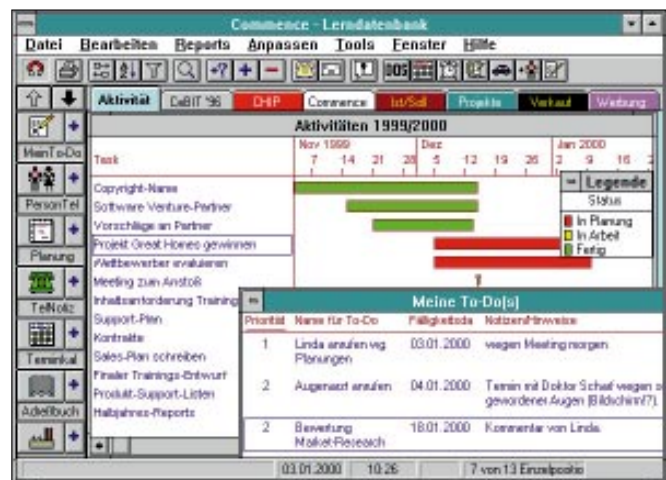 Commence - Lerndatenbank
Datei Bearbeiten Reports Anpassen Tools Fenster Hilfe
DOS
Aktivität CeBIT '96 CHIP Commence Ist/Soll Projekte Verkauf Werbung
Aktivitäten 1999/2000
Nov 1999 Dez Jan 2000
Task 7 14 21 28 5 12 19 26 2 9 16
MeinTo-Do
PersonTel
Planung
TelNotiz
Terminkal
Adreßbuch
Copyright-Name
Software Venture-Partner
Vorschläge an Partner
Projekt Great Homes gewinnen
Wettbewerber evaluieren
Meeting zum Anstoß
Inhaltsanforderung Training
Support-Plan
Kontrakte
Sales-Plan schreiben
Finaler Trainings-Entwurf
Produkt-Support-Listen
Halbjahres-Reports
Legende
Status
In Planung
In Arbeit
Fertig
Meine To-Do(s)
Priorität Name für To-Do Fälligkeitsda Notizen/Hinweise
1 Linda anrufen wg. 03.01.2000 wegen Meeting morgen.
Planungen
2 Augenarzt anrufen 04.01.2000 Termin mit Doktor Scharf wegen
gewordener Augen (Bildschirm!?).
2 Bewertung 18.01.2000 Kommentar von Linda.
Market-Research
03.01.2000 10:26 7 von 13 Einzelpositio